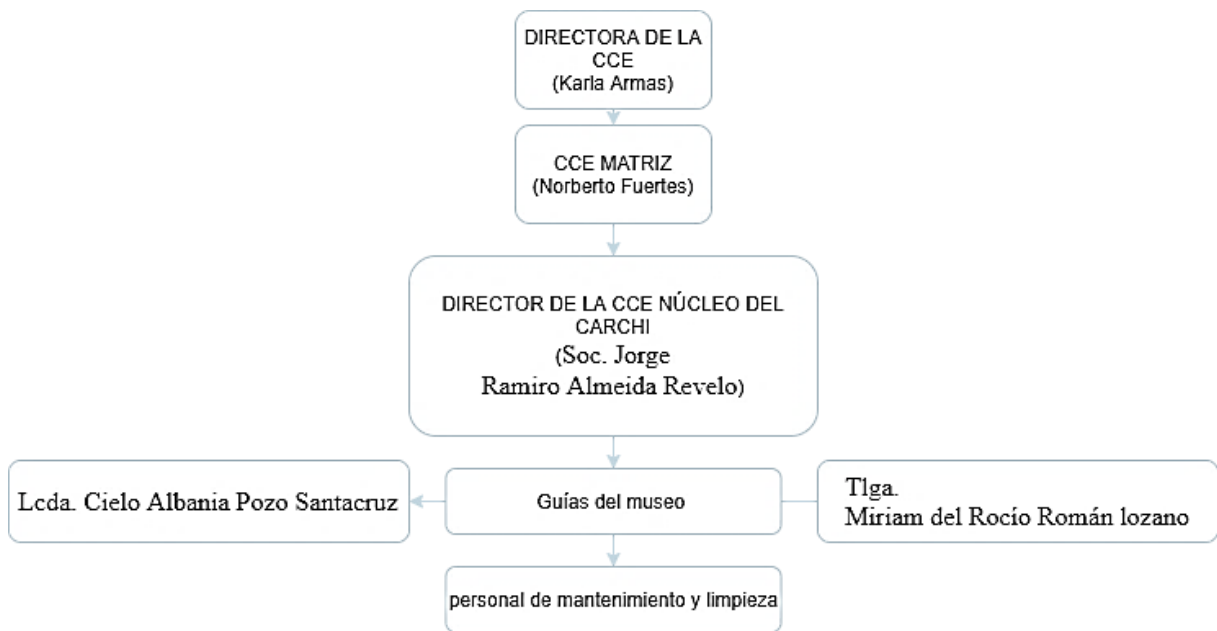 DIRECTORA DE LA
CCE
(Karla Armas)
CCE MATRIZ
(Norberto Fuertes)
DIRECTOR DE LA CCE NÚCLEO DEL
CARCHI
(Soc. Jorge
Ramiro Almeida Revelo)
Lcda. Cielo Albania Pozo Santacruz
Guías del museo
Tlga.
Miriam del Rocío Román lozano
personal de mantenimiento y limpieza